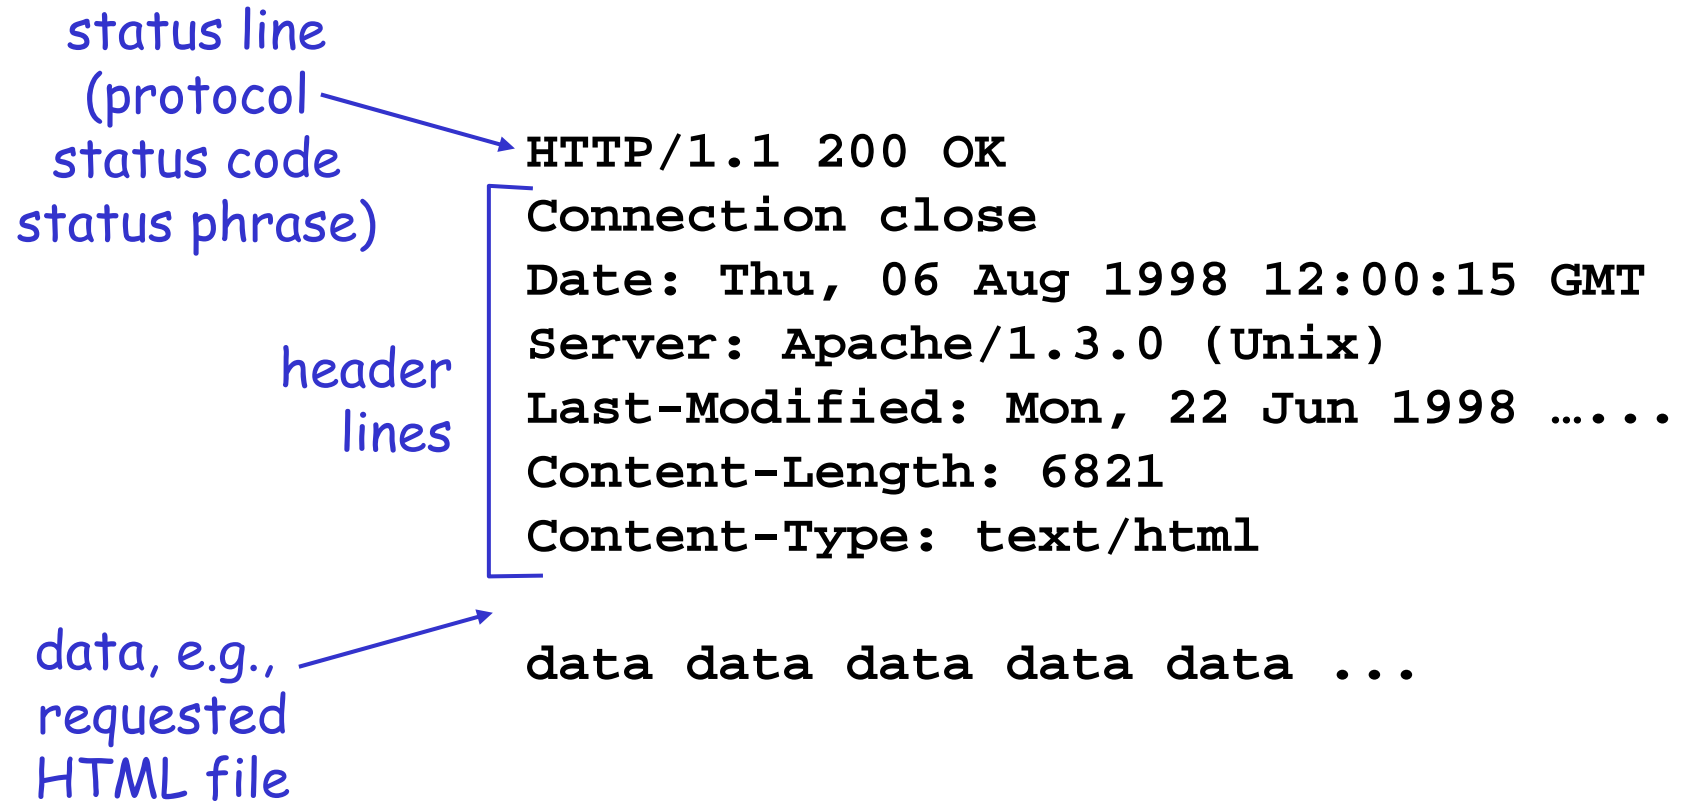 status line
(protocol
status code
status phrase)
HTTP/1.1 200 OK
Connection close
Date: Thu, 06 Aug 1998 12:00:15 GMT
Server: Apache/1.3.0 (Unix)
Last-Modified: Mon, 22 Jun 1998 …...
Content-Length: 6821
Content-Type: text/html
header
lines
data data data data data ...
data, e.g.,
requested
HTML file